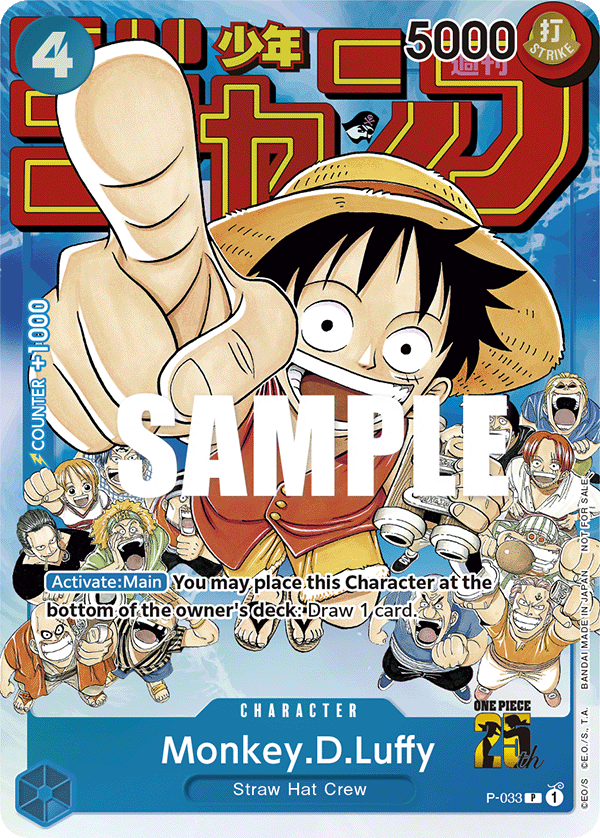 4
少年
週刊
ジャンプ
5000
打
STRIKE
COUNTER +1000
SAMPLE
Activate:Main You may place this Character at the
bottom of the owner's deck: Draw 1 card.
CHARACTER
Monkey.D.Luffy
Straw Hat Crew
ONE PIECE
25th
P-033 P 1
©EO/S ©E.O./S., T.A. BANDAI MADE IN JAPAN NOT FOR SALE